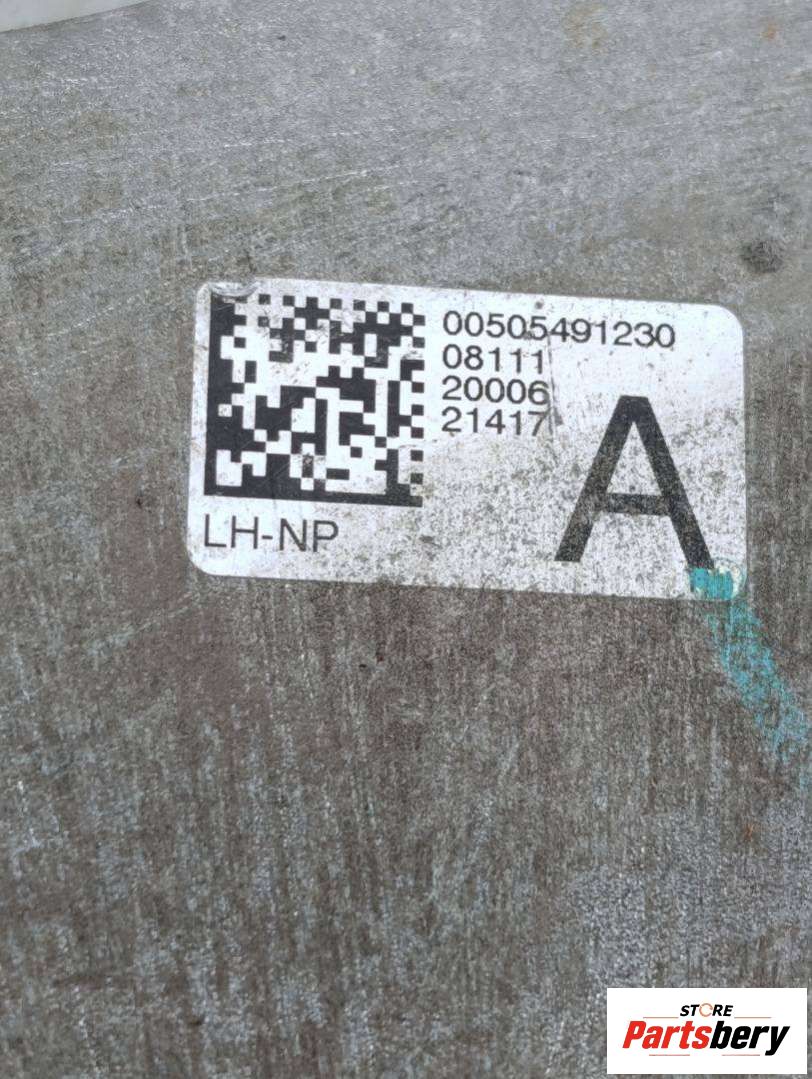 00505491230
08111
20006
21417
A
LH-NP
STORE
Partsbery